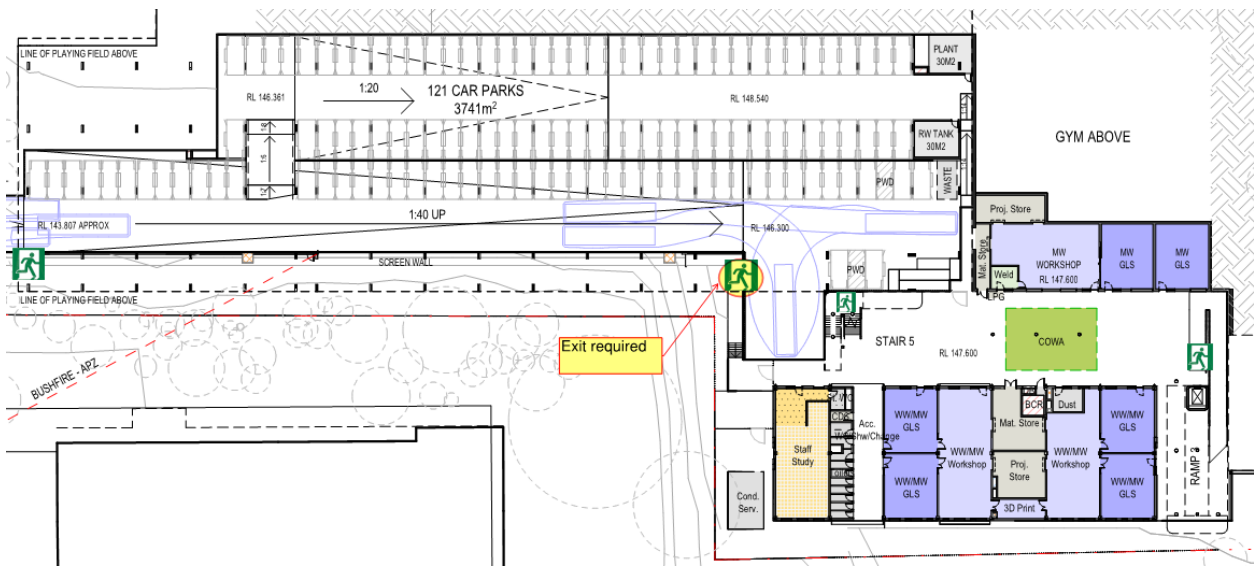 LINE OF PLAYING FIELD ABOVE
PLANT
30M2
RL 146.361
1:20
121 CAR PARKS
3741m²
RL 148.540
1:8
1:6
RW TANK
30M2
GYM ABOVE
PWD
WASTE
1:40 UP
RL 143.807 APPROX
RL 146.300
Proj. Store
Mat. Store
MW
WORKSHOP
RL 147.600
MW
GLS
MW
GLS
Weld
LPG
SCREEN WALL
PWD
LINE OF PLAYING FIELD ABOVE
Exit required
STAIR 5
RL 147.600
COWA
BUSHFIRE - APZ
Staff
Study
Acc.
WW/MW
GLS
WW/MW
Workshop
Mat. Store
BCR
Dust
WW/MW
Workshop
WW/MW
GLS
Proj.
Store
WW/MW
GLS
WW/MW
GLS
3D Print
RAMP 2
Cond.
Serv.